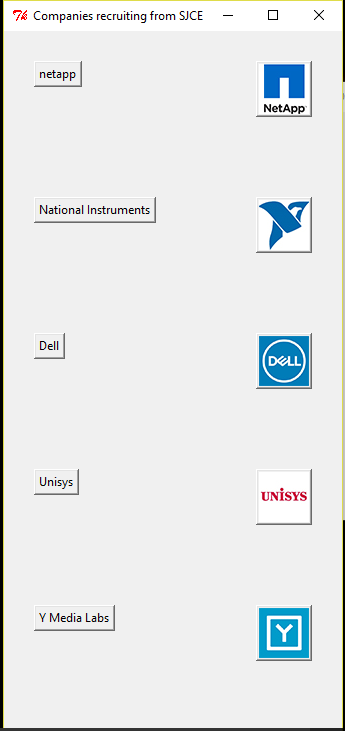 Companies recruiting from SJCE
netapp
NetApp
National Instruments
Dell
DELL
Unisys
UNISYS
Y Media Labs
Y